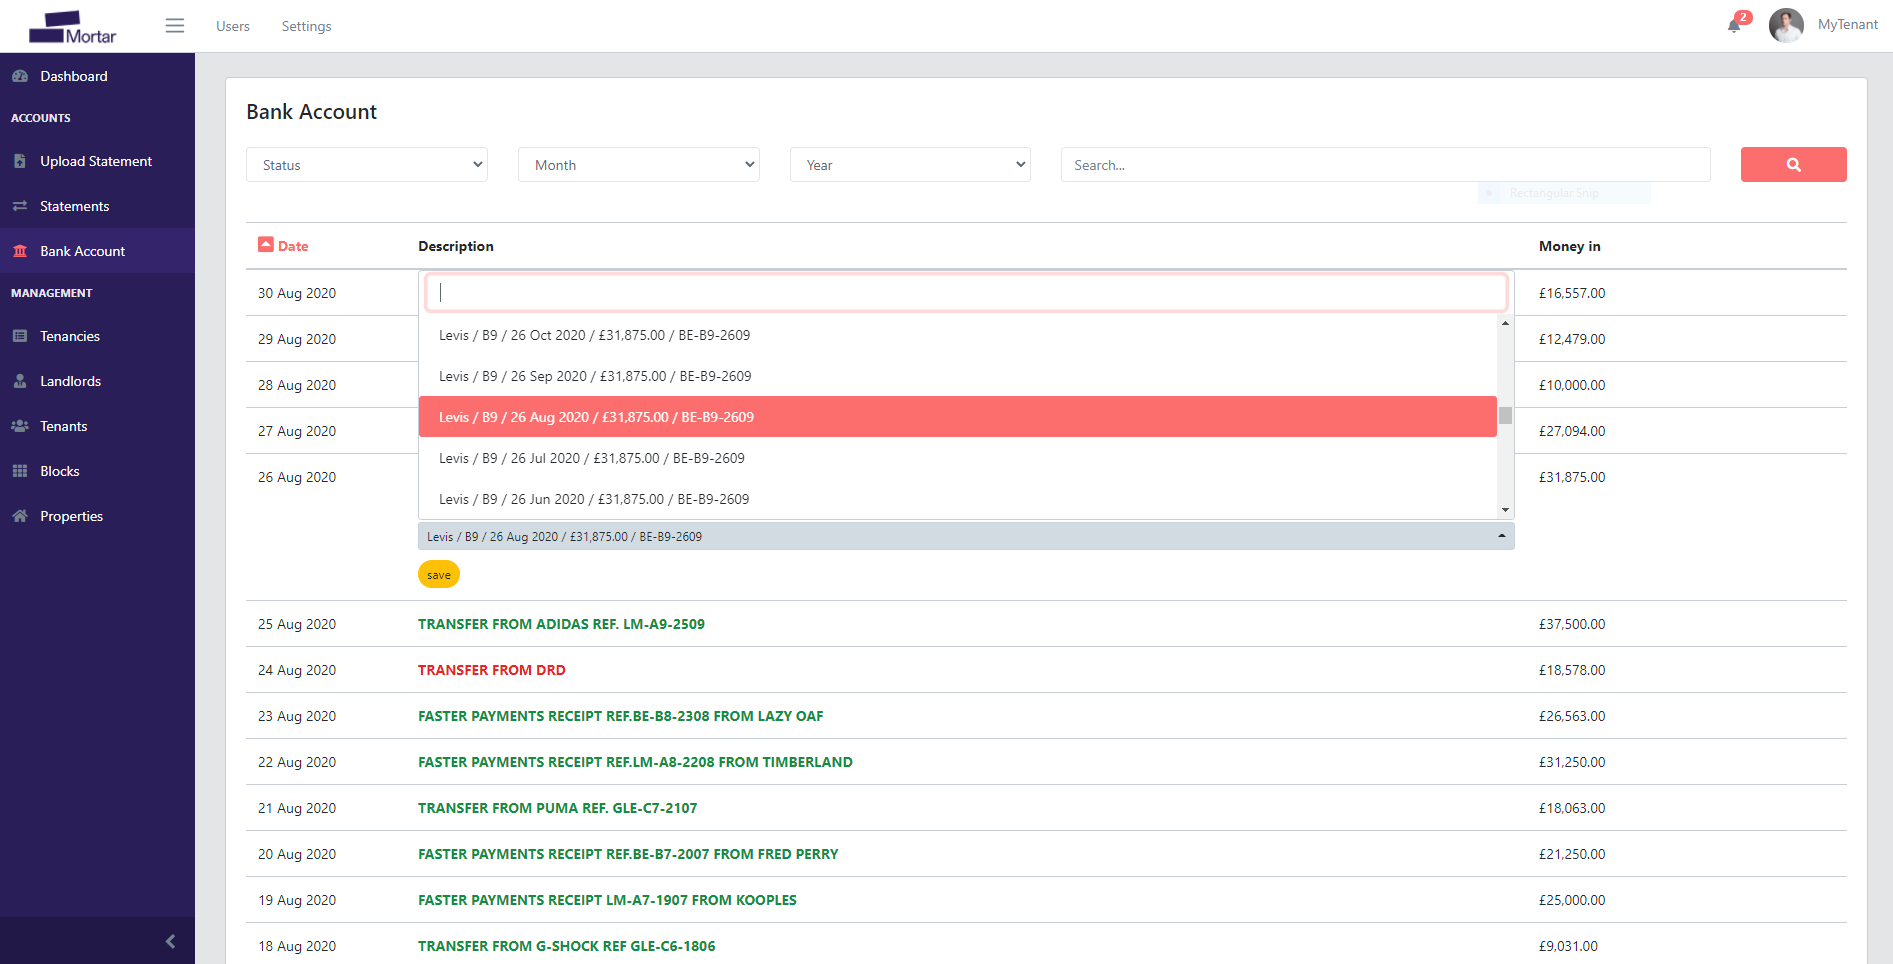 Mortar
Users
Settings
2
MyTenant
Dashboard
ACCOUNTS
Upload Statement
Statements
Bank Account
MANAGEMENT
Tenancies
Landlords
Tenants
Blocks
Properties
Bank Account
Status
Month
Year
Search...
Rectangular Snip
Date Description Money in
30 Aug 2020 £16,557.00
Levis / B9 / 26 Oct 2020 / £31,875.00 / BE-B9-2609
29 Aug 2020 £12,479.00
Levis / B9 / 26 Sep 2020 / £31,875.00 / BE-B9-2609
28 Aug 2020 £10,000.00
Levis / B9 / 26 Aug 2020 / £31,875.00 / BE-B9-2609
27 Aug 2020 £27,094.00
Levis / B9 / 26 Jul 2020 / £31,875.00 / BE-B9-2609
26 Aug 2020 £31,875.00
Levis / B9 / 26 Jun 2020 / £31,875.00 / BE-B9-2609
Levis / B9 / 26 Aug 2020 / £31,875.00 / BE-B9-2609
save
25 Aug 2020 TRANSFER FROM ADIDAS REF. LM-A9-2509 £37,500.00
24 Aug 2020 TRANSFER FROM DRD £18,578.00
23 Aug 2020 FASTER PAYMENTS RECEIPT REF.BE-B8-2308 FROM LAZY OAF £26,563.00
22 Aug 2020 FASTER PAYMENTS RECEIPT REF.LM-A8-2208 FROM TIMBERLAND £31,250.00
21 Aug 2020 TRANSFER FROM PUMA REF. GLE-C7-2107 £18,063.00
20 Aug 2020 FASTER PAYMENTS RECEIPT REF.BE-B7-2007 FROM FRED PERRY £21,250.00
19 Aug 2020 FASTER PAYMENTS RECEIPT LM-A7-1907 FROM KOOPLES £25,000.00
18 Aug 2020 TRANSFER FROM G-SHOCK REF GLE-C6-1806 £9,031.00